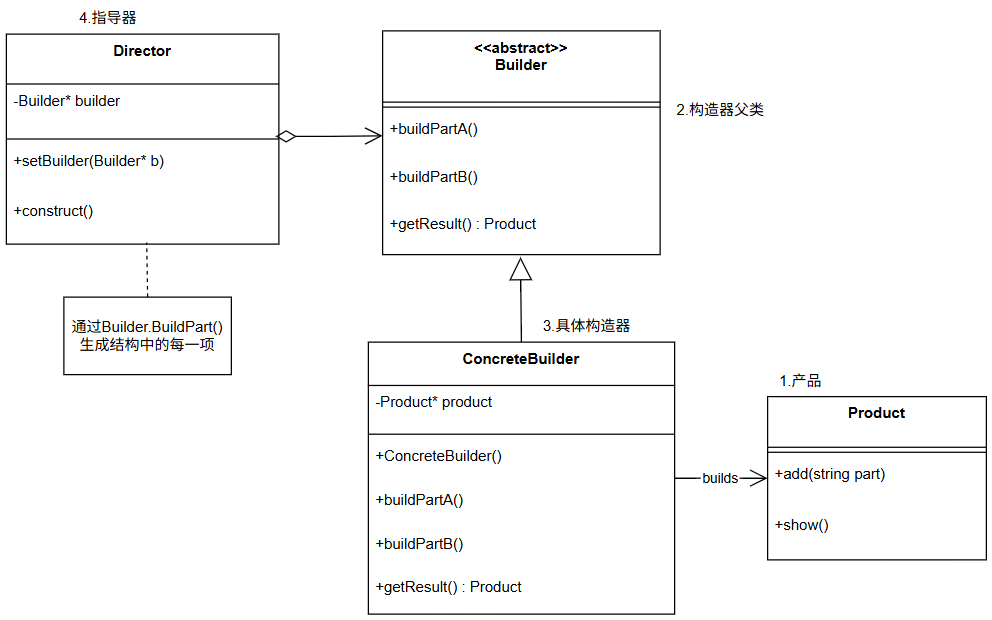 4.指导器
Director
-Builder* builder
+setBuilder(Builder* b)
+construct()
通过Builder.BuildPart()
生成结构中的每一项
<<abstract>>
Builder
+buildPartA()
+buildPartB()
+getResult() : Product
2.构造器父类
3.具体构造器
ConcreteBuilder
-Product* product
+ConcreteBuilder()
+buildPartA()
+buildPartB()
+getResult() : Product
builds
1.产品
Product
+add(string part)
+show()